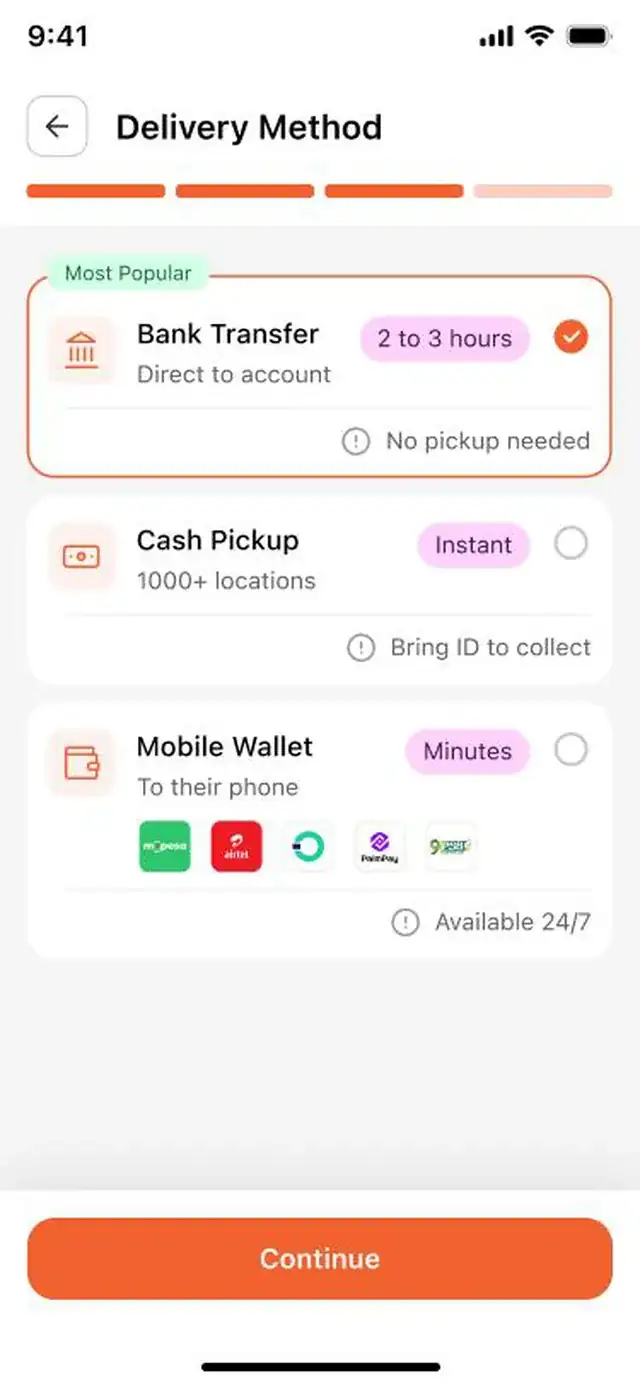 9:41
Delivery Method
Most Popular
Bank Transfer
2 to 3 hours
Direct to account
No pickup needed
Cash Pickup
Instant
1000+ locations
Bring ID to collect
Mobile Wallet
Minutes
To their phone
airtel
PalmPay
Available 24/7
Continue